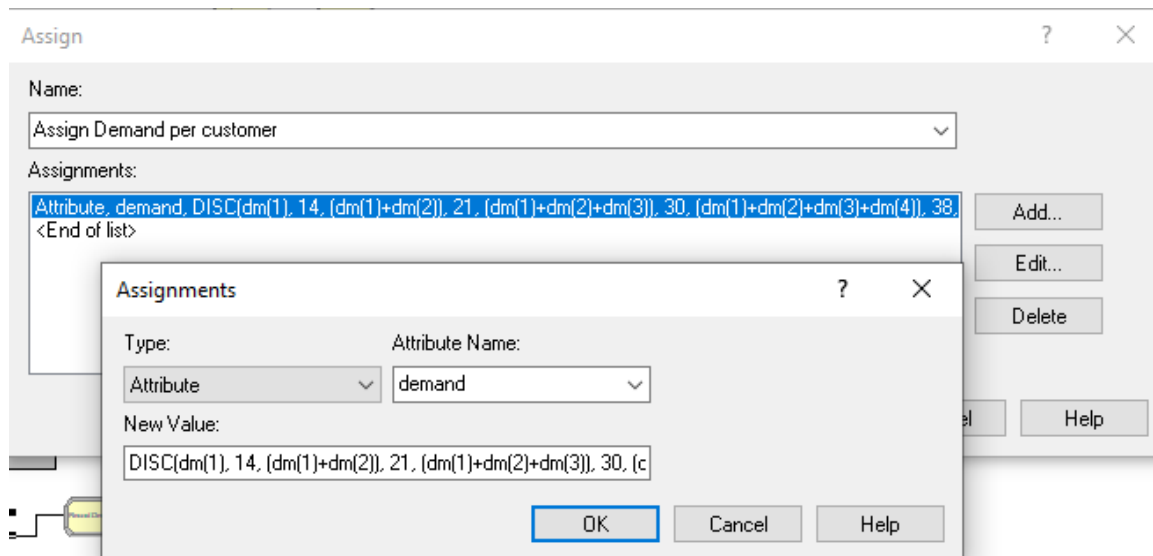 Assign ? ×
Name:
Assign Demand per customer
Assignments:
Attribute, demand, DISC(dm(1), 14, (dm(1)+dm(2)), 21, (dm(1)+dm(2)+dm(3)), 30, (dm(1)+dm(2)+dm(3)+dm(4)), 38,
<End of list>
Add...
Edit...
Delete
Assignments ? ×
Type: Attribute Name:
Attribute demand
New Value:
DISC(dm(1), 14, (dm(1)+dm(2)), 21, (dm(1)+dm(2)+dm(3)), 30, (c
el Help
OK Cancel Help